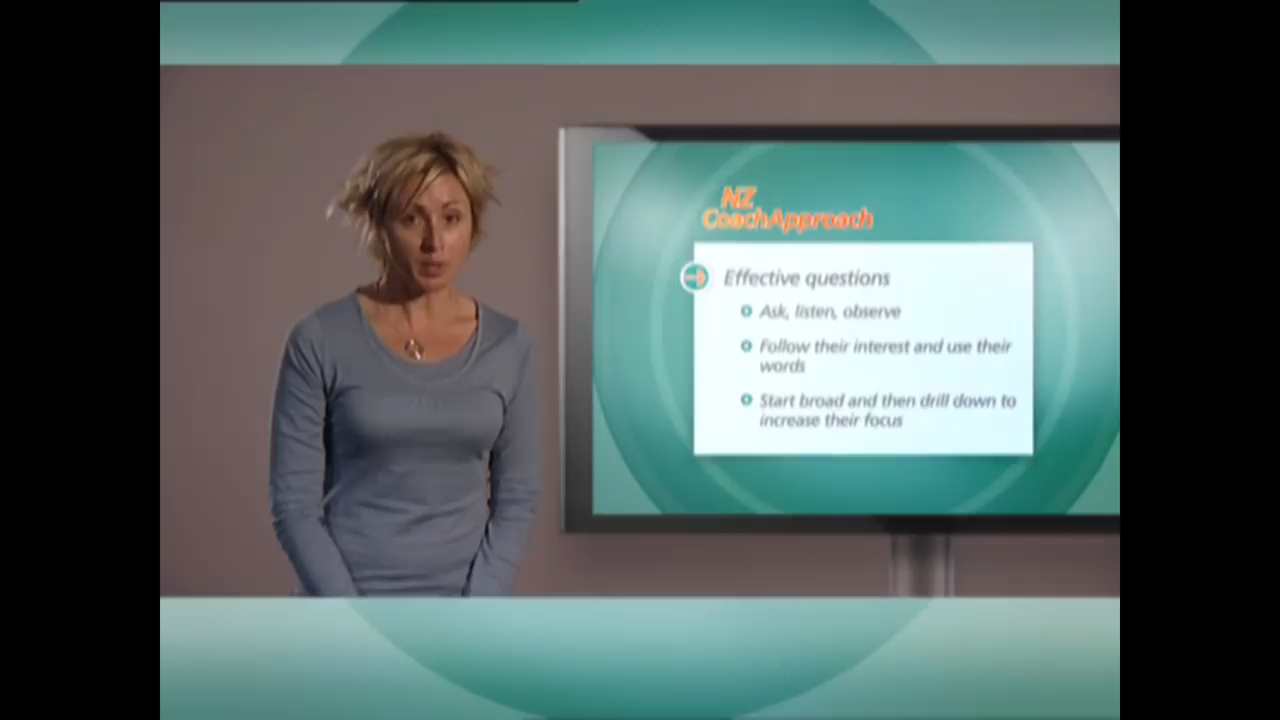 NZ
CoachApproach
Effective questions
Ask, listen, observe
Follow their interest and use their
words
Start broad and then drill down to
increase their focus